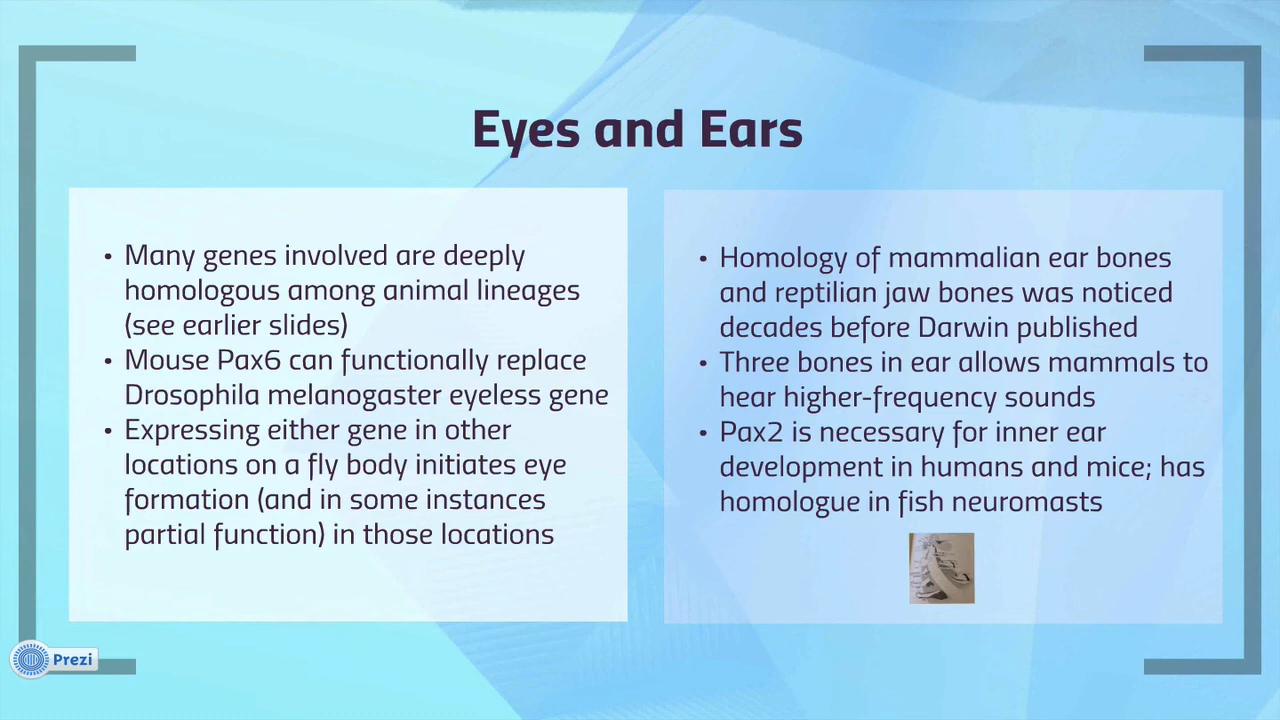 Eyes and Ears
• Many genes involved are deeply
homologous among animal lineages
(see earlier slides)
• Mouse Pax6 can functionally replace
Drosophila melanogaster eyeless gene
• Expressing either gene in other
locations on a fly body initiates eye
formation (and in some instances
partial function) in those locations
• Homology of mammalian ear bones
and reptilian jaw bones was noticed
decades before Darwin published
• Three bones in ear allows mammals to
hear higher-frequency sounds
• Pax2 is necessary for inner ear
development in humans and mice; has
homologue in fish neuromasts
Prezi